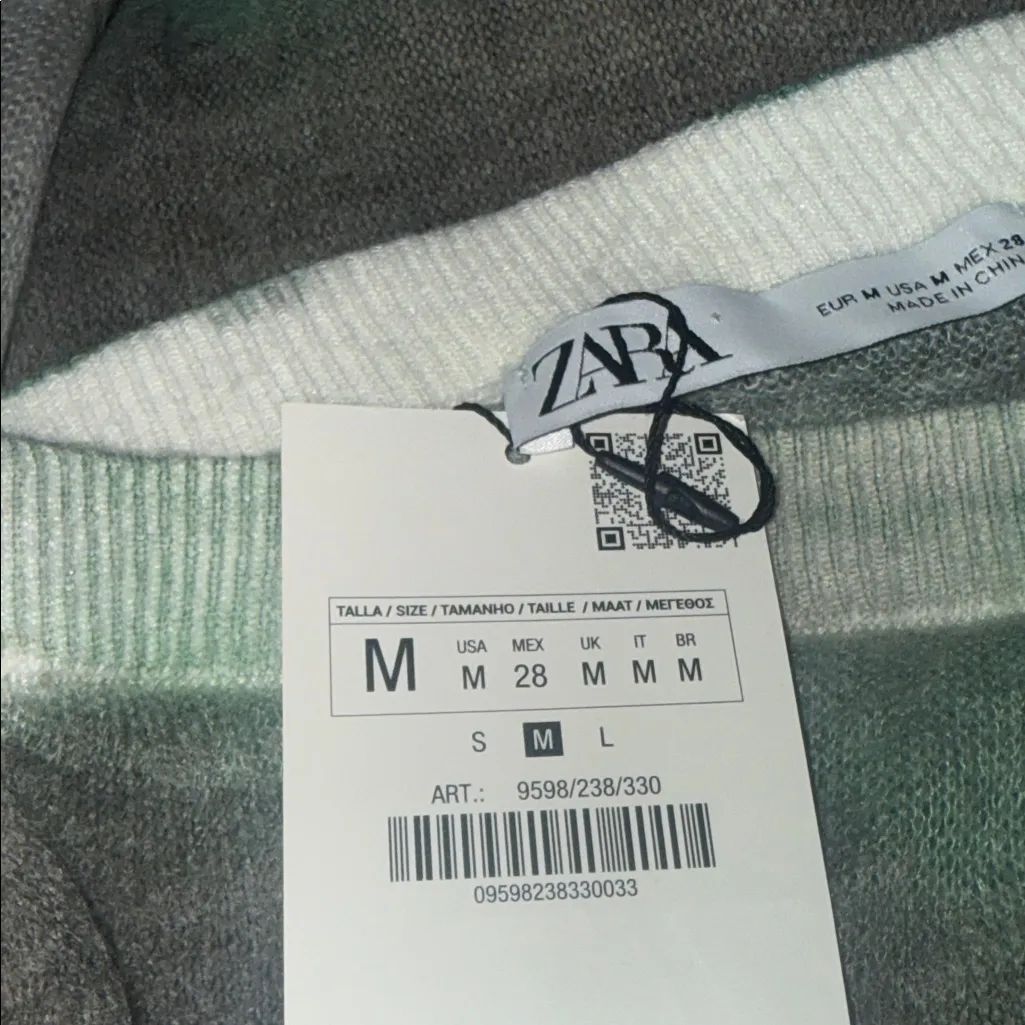 ZARA
EUR M USA M MEX 28
MADE IN CHIN
TALLA / SIZE / TAMANHO / TAILLE / MAAT / ΜΕΓΕΘΟΣ
USA MEX UK IT BR
M M 28 M M M
S M L
ART.: 9598/238/330
09598238330033